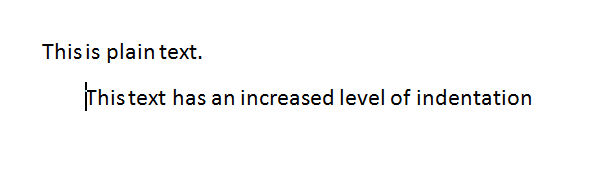 This is plain text.
This text has an increased level of indentation